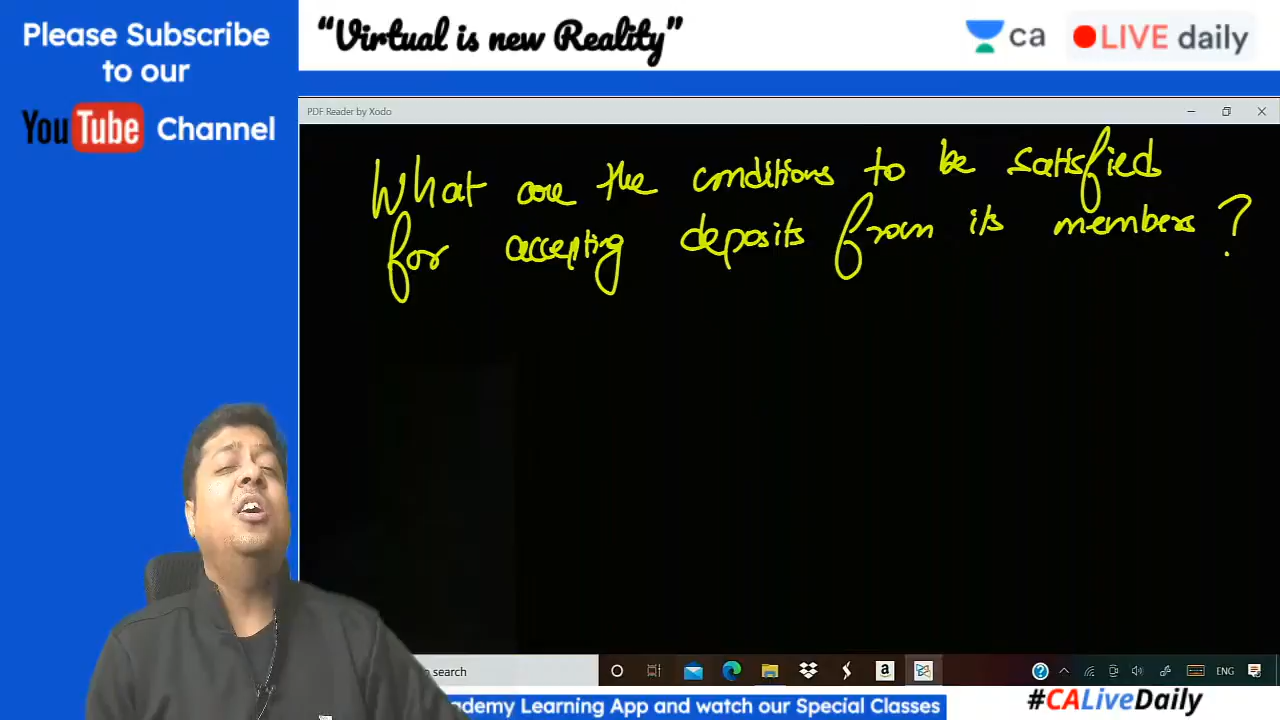 Please Subscribe
to our
YouTube Channel
“Virtual is new Reality”
ca
LIVE daily
PDF Reader by Xodo
What are the conditions to be satisfied
for accepting deposits from its members ?
o search
ENG
ademy Learning App and watch our Special Classes
#CALiveDaily